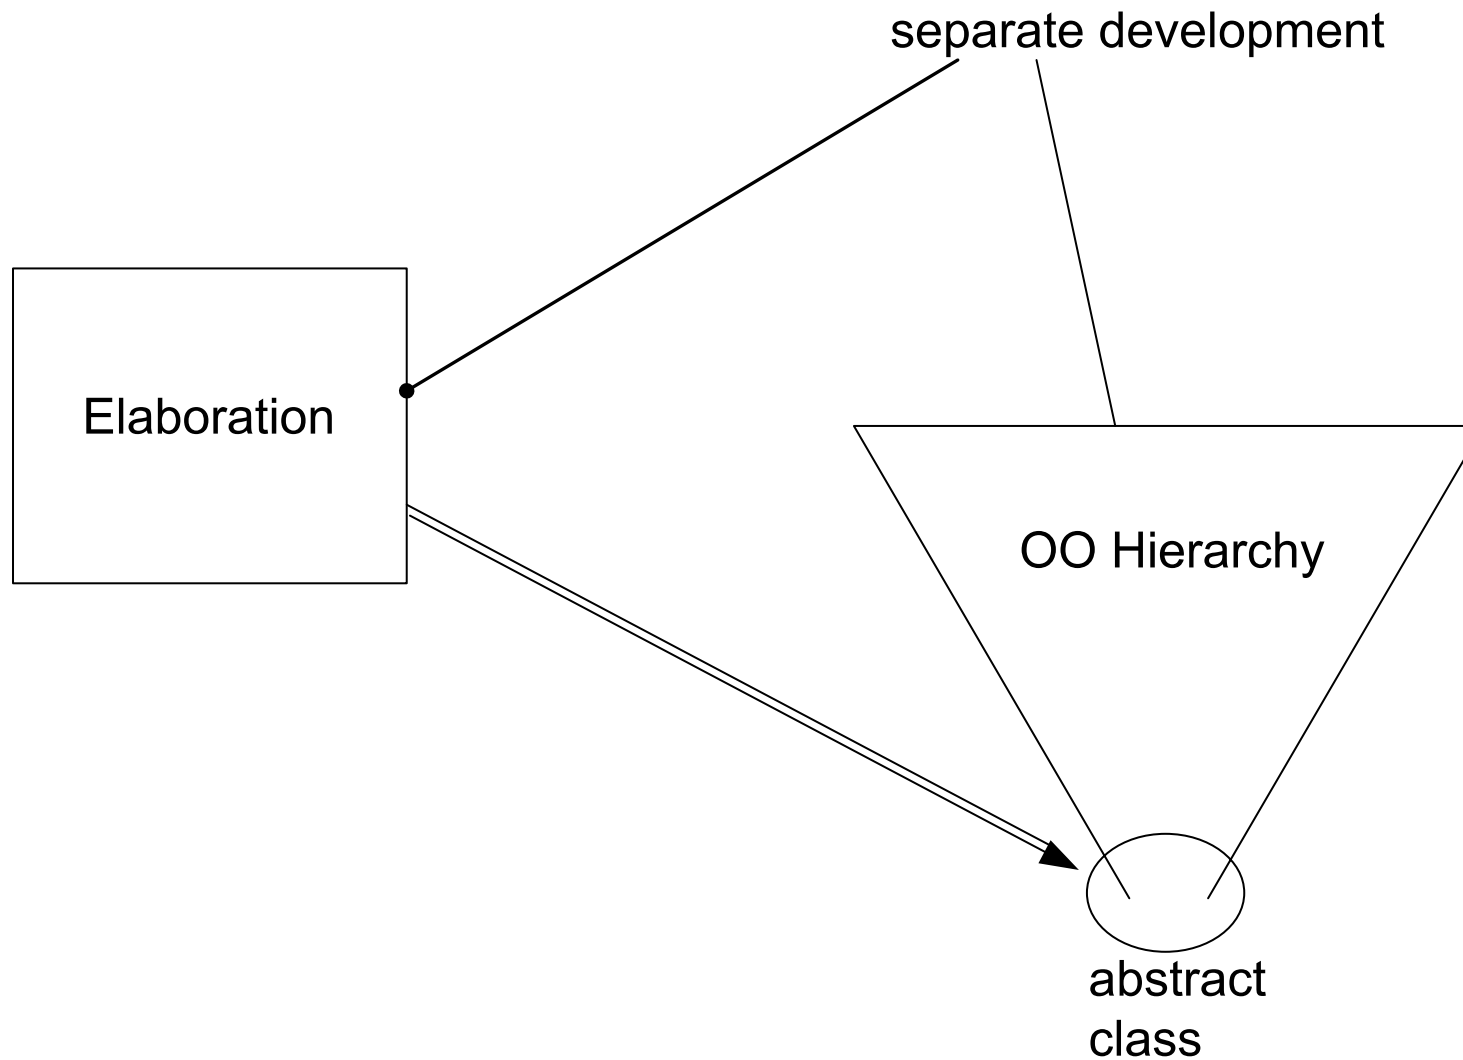 separate development
Elaboration
OO Hierarchy
abstract
class